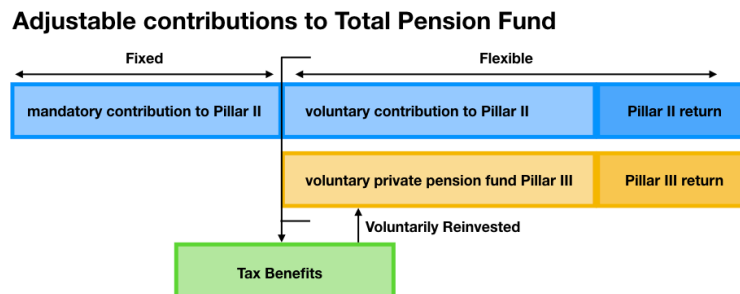 Adjustable contributions to Total Pension Fund
Fixed
Flexible
mandatory contribution to Pillar II
voluntary contribution to Pillar II
Pillar II return
voluntary private pension fund Pillar III
Pillar III return
Voluntarily Reinvested
Tax Benefits